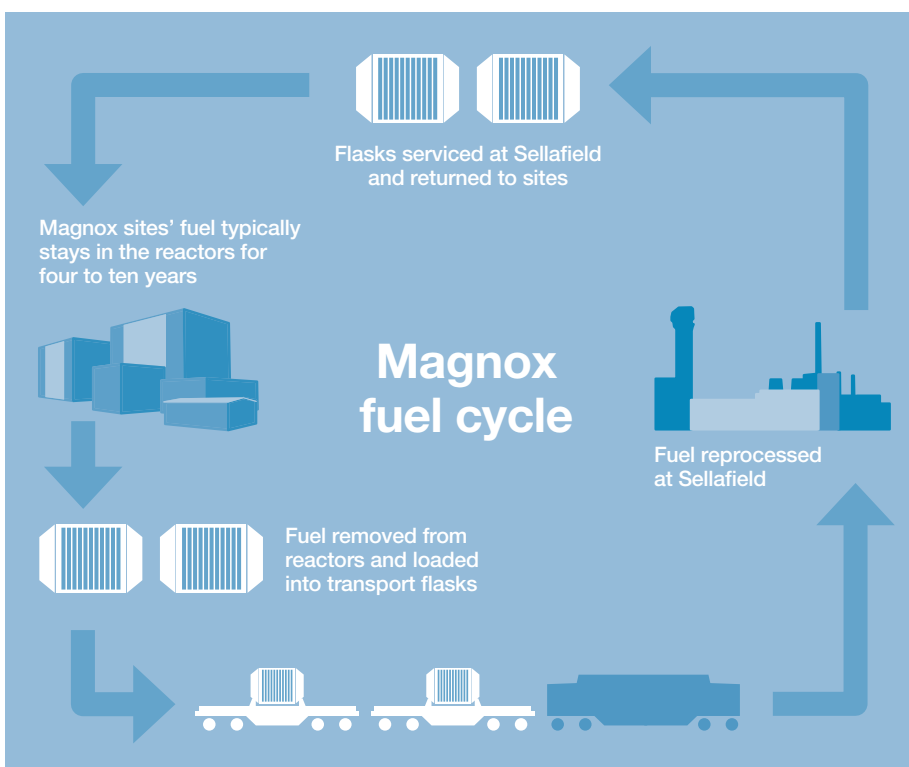 Flasks serviced at Sellafield
and returned to sites
Magnox sites’ fuel typically
stays in the reactors for
four to ten years
Magnox
fuel cycle
Fuel reprocessed
at Sellafield
Fuel removed from
reactors and loaded
into transport flasks